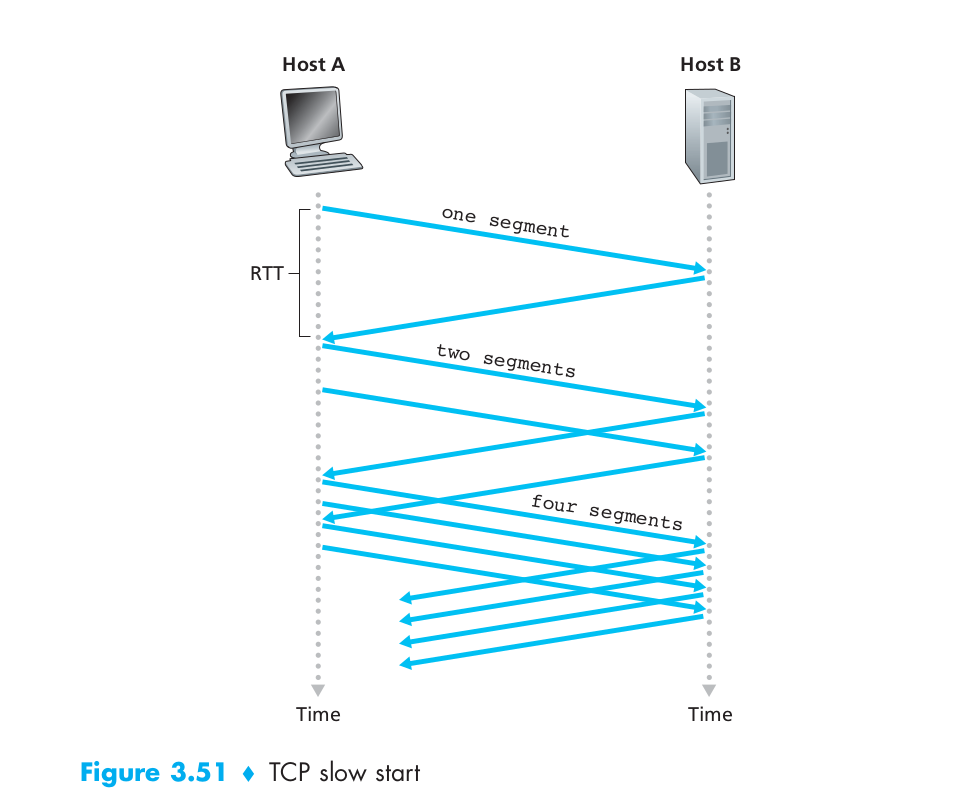 Host A
Host B
one segment
RTT
two segments
four segments
Time
Time
Figure 3.51 ♦ TCP slow start